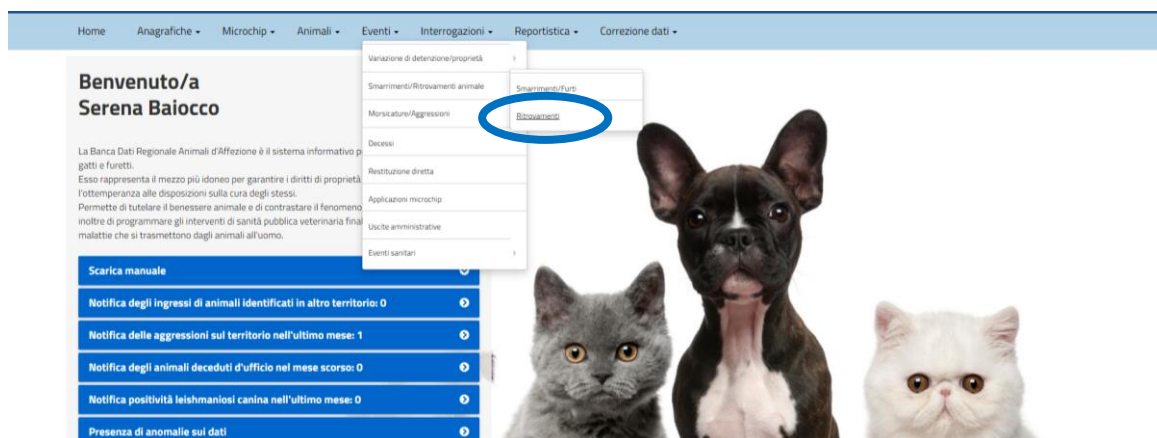 Home Anagrafiche Microchip Animali Eventi Interrogazioni Reportistica Correzione dati
Variazione di detenzione/proprietà
Smarrimenti/Ritrovamenti animale
Morsicature/Aggressioni
Decessi
Restituzione diretta
Applicazioni microchip
Uscite amministrative
Eventi sanitari
Smarrimenti/Furti
Ritrovamenti
Benvenuto/a
Serena Baiocco
La Banca Dati Regionale Animali d'Affezione è il sistema informativo p
gatti e furetti.
Esso rappresenta il mezzo più idoneo per garantire i diritti di proprietà
l'ottemperanza alle disposizioni sulla cura degli stessi.
Permette di tutelare il benessere animale e di contrastare il fenomeno
inoltre di programmare gli interventi di sanità pubblica veterinaria final
malattie che si trasmettono dagli animali all'uomo.
Scarica manuale
Notifica degli ingressi di animali identificati in altro territorio: 0
Notifica delle aggressioni sul territorio nell'ultimo mese: 1
Notifica degli animali deceduti d'ufficio nel mese scorso: 0
Notifica positività leishmaniosi canina nell'ultimo mese: 0
Presenza di anomalie sui dati